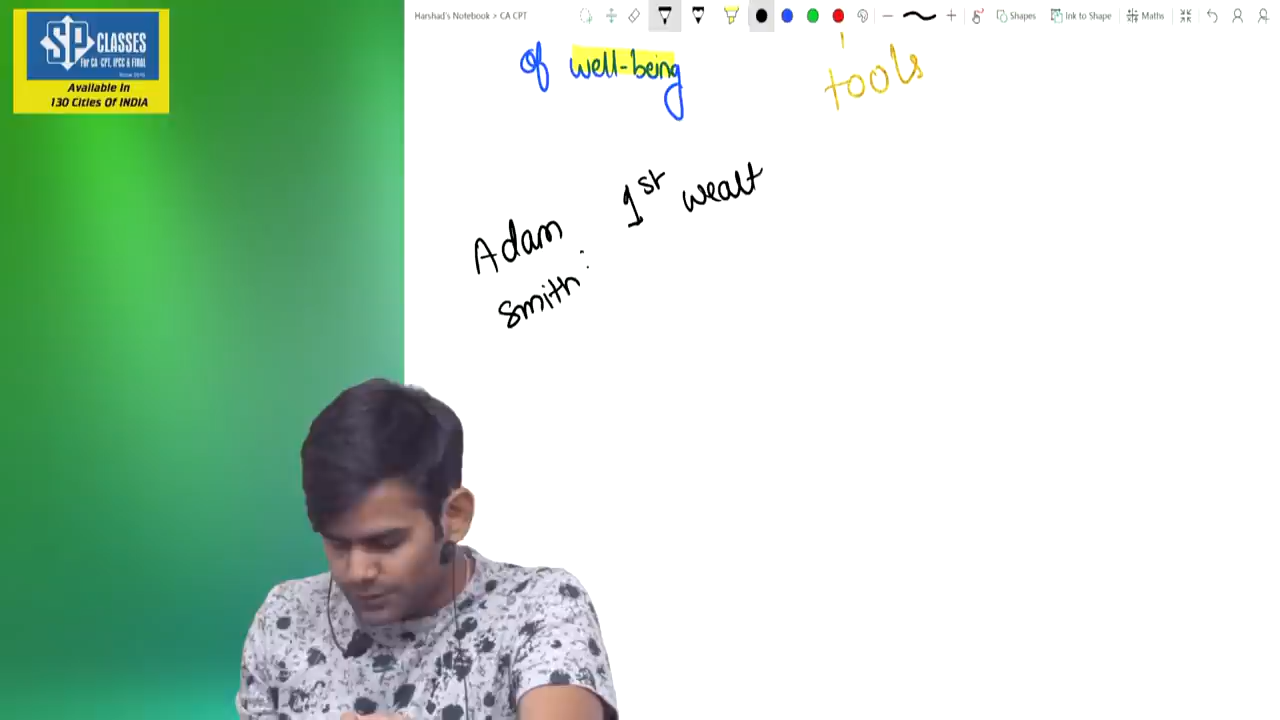 SP CLASSES
For CA- CPT, IPCC & FINAL
Available In
130 Cities Of INDIA
Harshad's Notebook > CA CPT
Shapes
Ink to Shape
Maths
of well-being
tools
Adam
Smith:
1st wealt